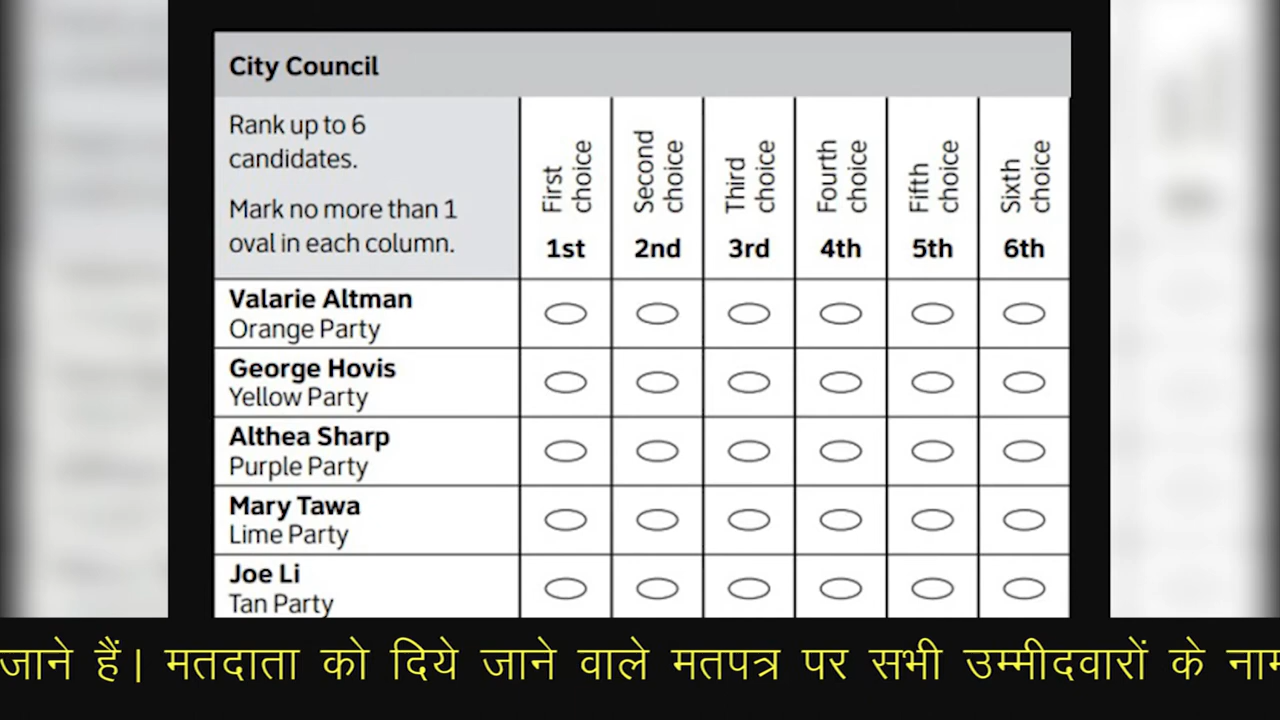 City Council
Rank up to 6
candidates.
Mark no more than 1
oval in each column.
First
choice
Second
choice
Third
choice
Fourth
choice
Fifth
choice
Sixth
choice
1st 2nd 3rd 4th 5th 6th
Valarie Altman
Orange Party
George Hovis
Yellow Party
Althea Sharp
Purple Party
Mary Tawa
Lime Party
Joe Li
Tan Party
जाने हैं। मतदाता को दिये जाने वाले मतपत्र पर सभी उम्मीदवारों के नाम